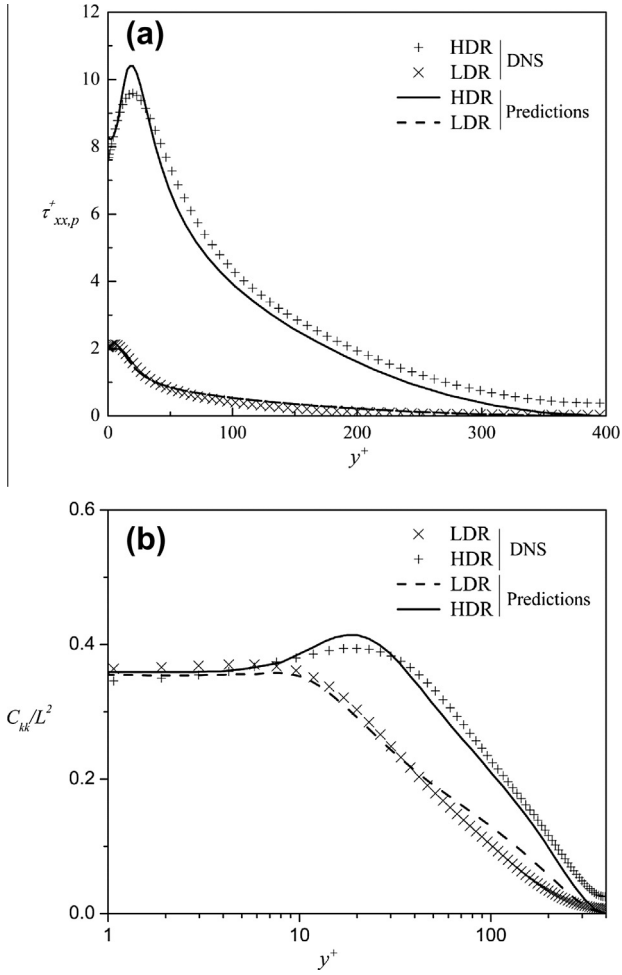 (a)
12
10
8
6
4
2
0
τ⁺xx,p
HDR
LDR
DNS
HDR
LDR
Predictions
0 100 200 300 400
y⁺
(b)
0.6
0.4
0.2
0.0
Ckk/L²
LDR
HDR
DNS
LDR
HDR
Predictions
1 10 100
y⁺